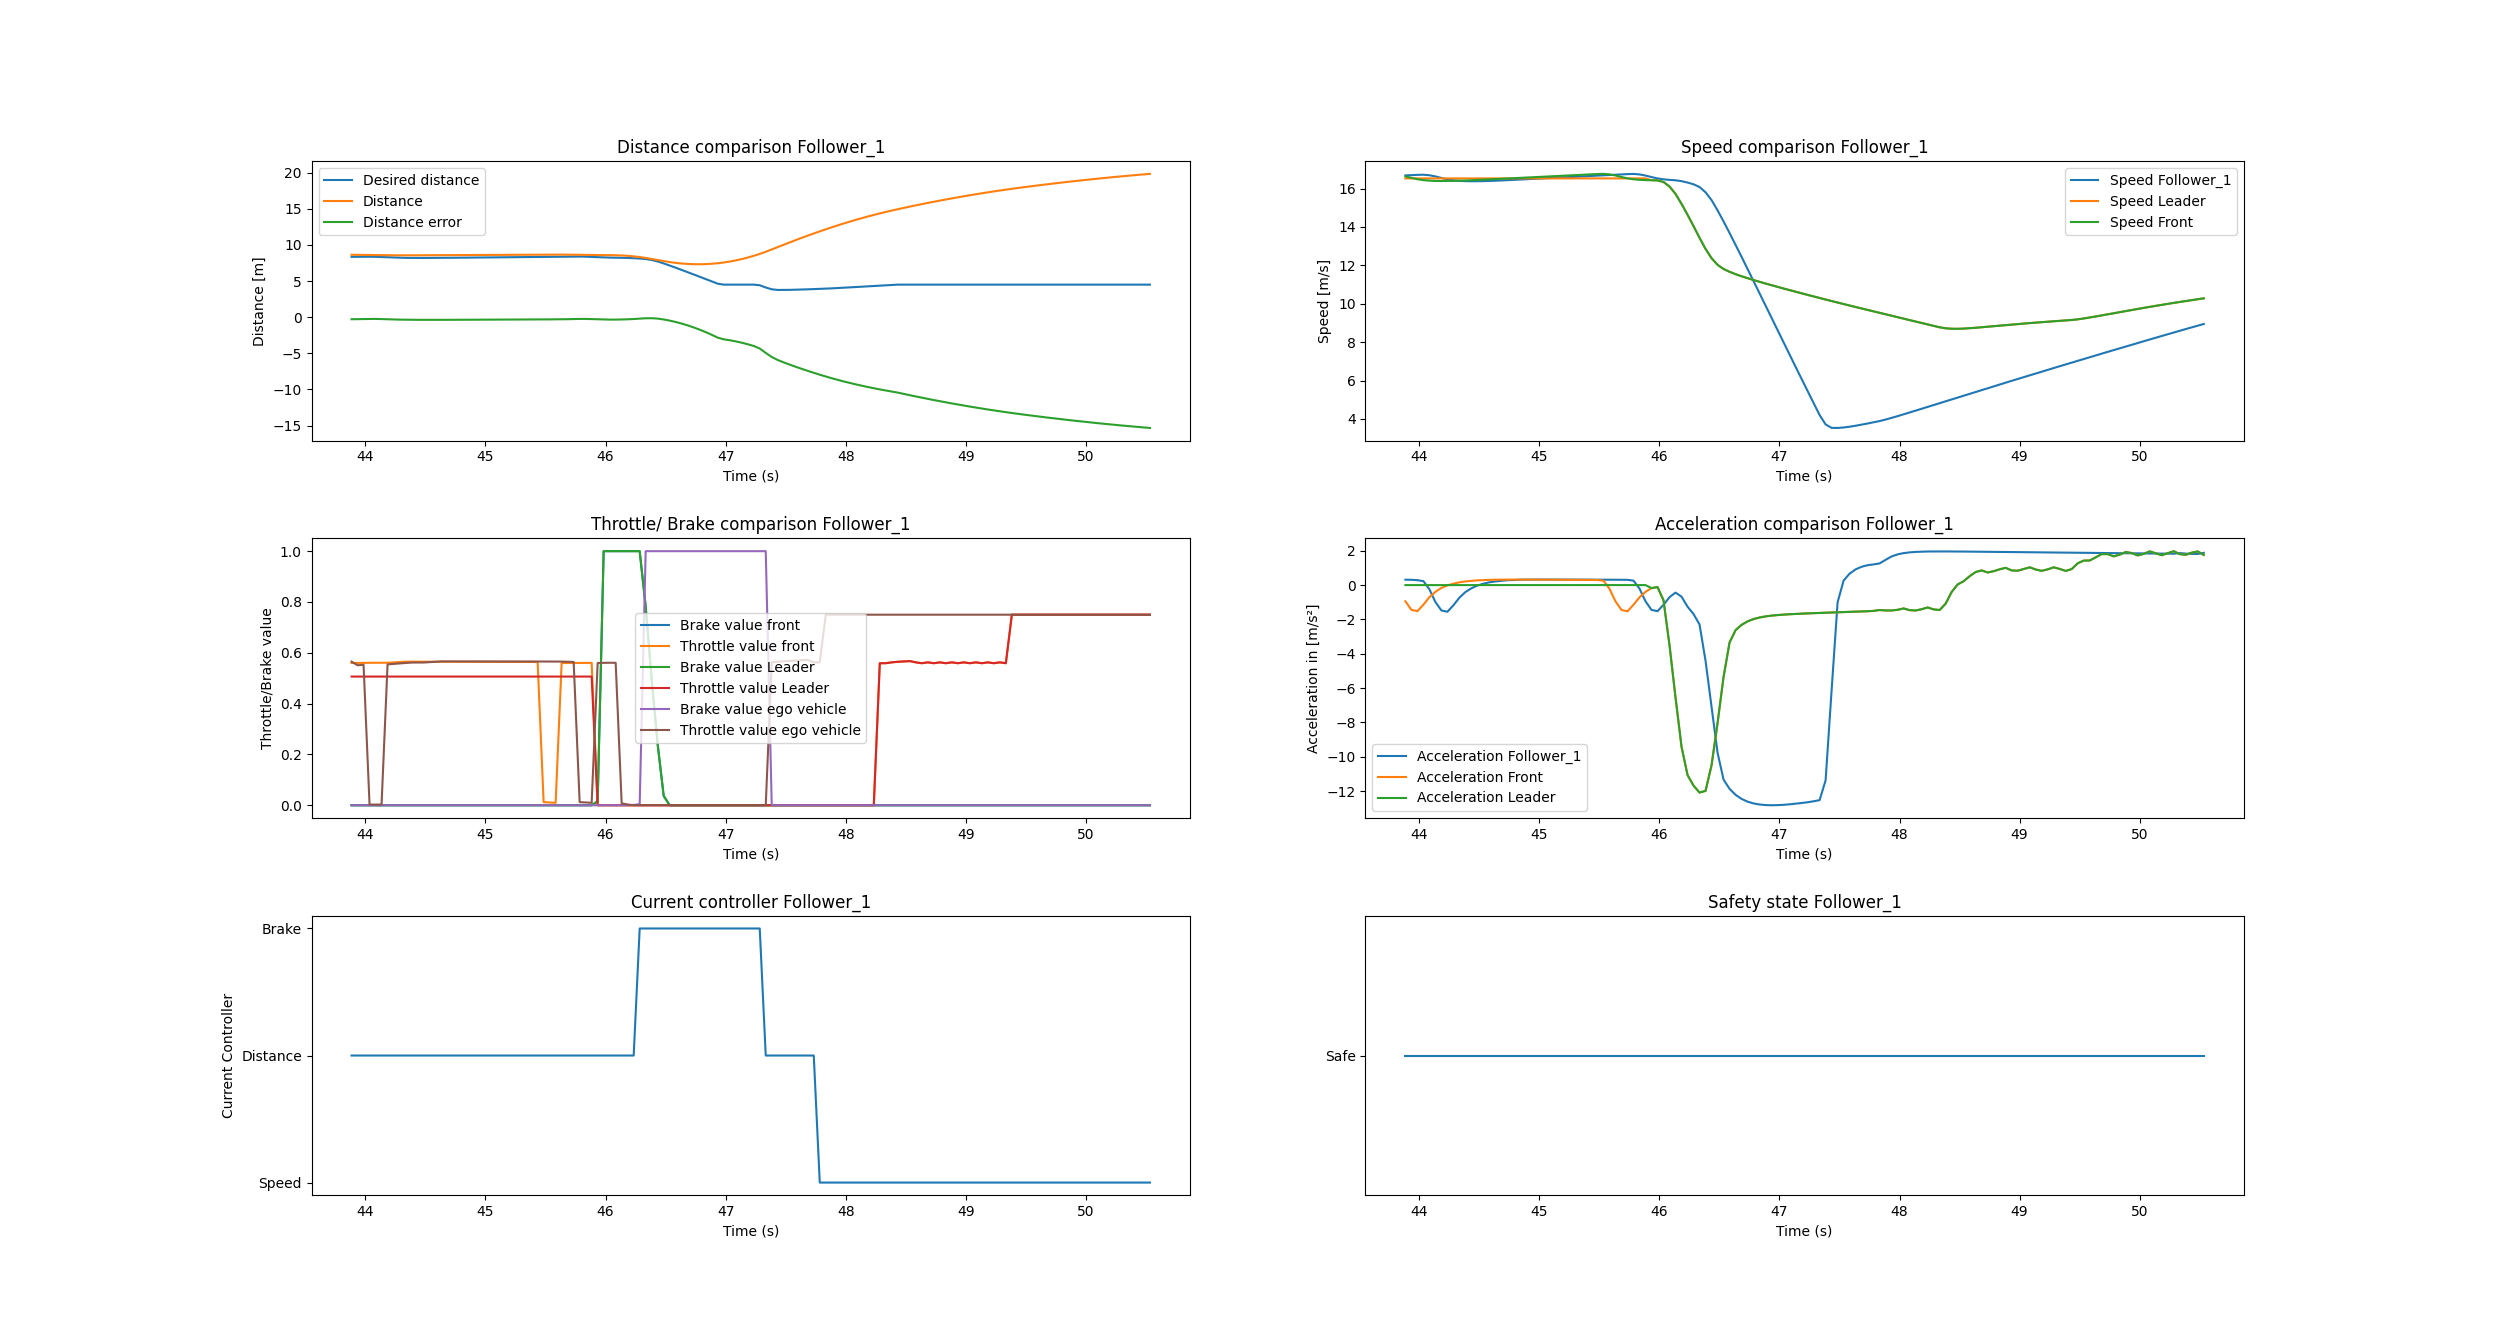 Distance comparison Follower_1
20
15
10
5
0
−5
−10
−15
Distance [m]
Desired distance
Distance
Distance error
44 45 46 47 48 49 50
Time (s)
Speed comparison Follower_1
16
14
12
10
8
6
4
Speed [m/s]
Speed Follower_1
Speed Leader
Speed Front
44 45 46 47 48 49 50
Time (s)
Throttle/ Brake comparison Follower_1
1.0
0.8
0.6
0.4
0.2
0.0
Throttle/Brake value
Brake value front
Throttle value front
Brake value Leader
Throttle value Leader
Brake value ego vehicle
Throttle value ego vehicle
44 45 46 47 48 49 50
Time (s)
Acceleration comparison Follower_1
2
0
−2
−4
−6
−8
−10
−12
Acceleration in [m/s²]
Acceleration Follower_1
Acceleration Front
Acceleration Leader
44 45 46 47 48 49 50
Time (s)
Current controller Follower_1
Brake
Distance
Speed
Current Controller
44 45 46 47 48 49 50
Time (s)
Safety state Follower_1
Safe
44 45 46 47 48 49 50
Time (s)